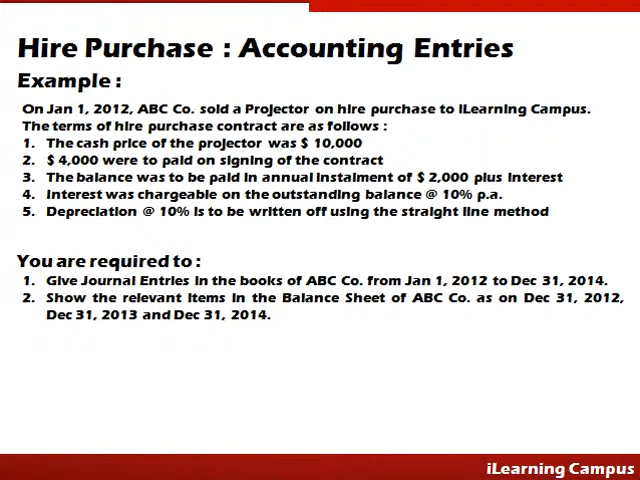 Hire Purchase : Accounting Entries
Example :
On Jan 1, 2012, ABC Co. sold a Projector on hire purchase to iLearning Campus.
The terms of hire purchase contract are as follows :
1. The cash price of the projector was $ 10,000
2. $ 4,000 were to paid on signing of the contract
3. The balance was to be paid in annual instalment of $ 2,000 plus interest
4. Interest was chargeable on the outstanding balance @ 10% p.a.
5. Depreciation @ 10% is to be written off using the straight line method
You are required to :
1. Give Journal Entries in the books of ABC Co. from Jan 1, 2012 to Dec 31, 2014.
2. Show the relevant items in the Balance Sheet of ABC Co. as on Dec 31, 2012,
Dec 31, 2013 and Dec 31, 2014.
iLearning Campus